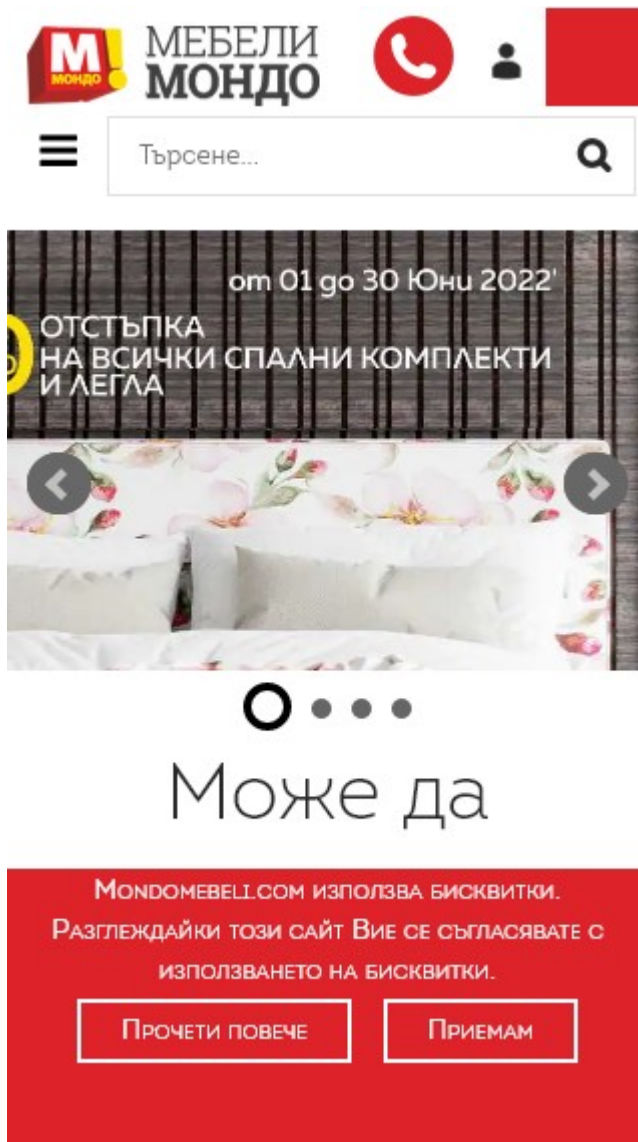 М!
МОНДО
МЕБЕЛИ
МОНДО
Търсене...
от 01 до 30 Юни 2022'
ОТСТЪПКА
НА ВСИЧКИ СПАЛНИ КОМПЛЕКТИ
И ЛЕГЛА
Може да
Mondomebeli.com използва бисквитки.
Разглеждайки този сайт Вие се съгласявате с
използването на бисквитки.
Прочети повече
Приемам